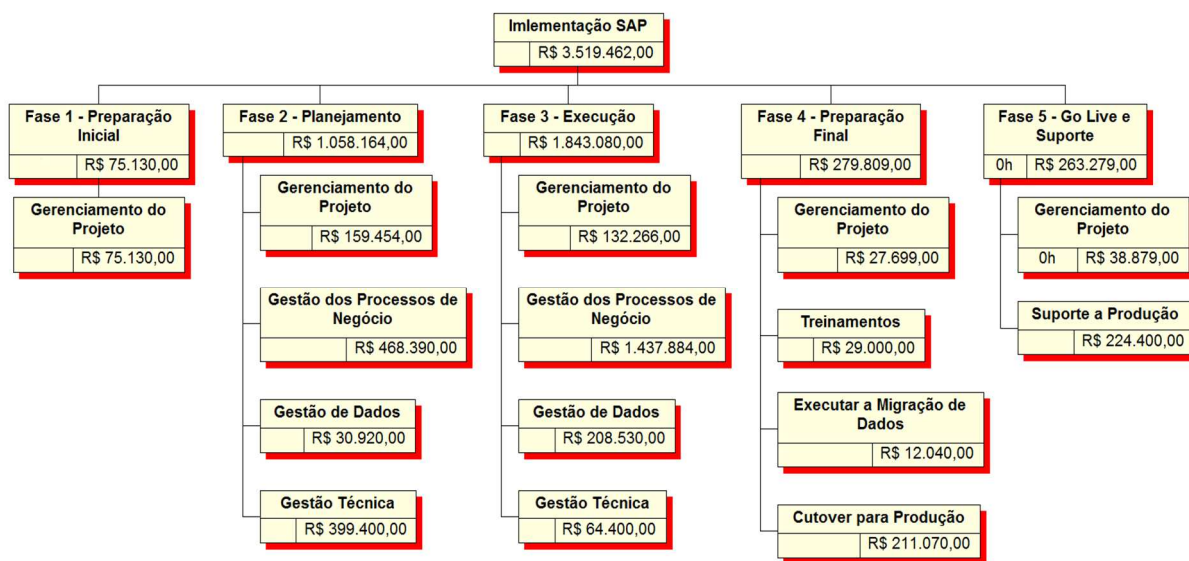 Imlementação SAP
R$ 3.519.462,00
Fase 1 - Preparação
Inicial
R$ 75.130,00
Gerenciamento do
Projeto
R$ 75.130,00
Fase 2 - Planejamento
R$ 1.058.164,00
Gerenciamento do
Projeto
R$ 159.454,00
Gestão dos Processos de
Negócio
R$ 468.390,00
Gestão de Dados
R$ 30.920,00
Gestão Técnica
R$ 399.400,00
Fase 3 - Execução
R$ 1.843.080,00
Gerenciamento do
Projeto
R$ 132.266,00
Gestão dos Processos de
Negócio
R$ 1.437.884,00
Gestão de Dados
R$ 208.530,00
Gestão Técnica
R$ 64.400,00
Fase 4 - Preparação
Final
R$ 279.809,00
Gerenciamento do
Projeto
R$ 27.699,00
Treinamentos
R$ 29.000,00
Executar a Migração de
Dados
R$ 12.040,00
Cutover para Produção
R$ 211.070,00
Fase 5 - Go Live e
Suporte
0h R$ 263.279,00
Gerenciamento do
Projeto
0h R$ 38.879,00
Suporte a Produção
R$ 224.400,00